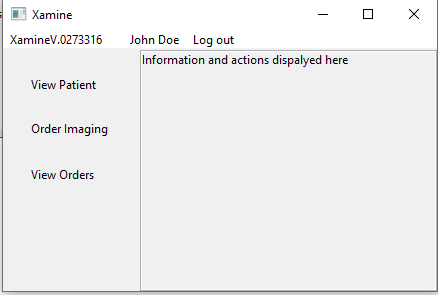 Xamine
XamineV.0273316 John Doe Log out
Information and actions dispalyed here
View Patient
Order Imaging
View Orders